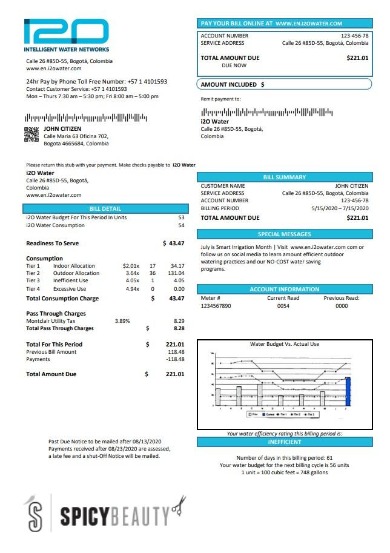 i2O
INTELLIGENT WATER NETWORKS
Calle 26 #85D-55, Bogotá, Colombia
www.en.i2owater.com
24hr Pay by Phone Toll Free Number: +57 1 4101593
Contact Customer Service: +57 1 4101593
Mon – Thurs 7:30 am – 5:30 pm, Fri 8:00 am – 5:00 pm
JOHN CITIZEN
Calle Maria 63 Oficina 702,
Bogota 4665684, Colombia
PAY YOUR BILL ONLINE AT WWW.EN.I2OWATER.COM
ACCOUNT NUMBER 123-456-78
SERVICE ADDRESS Calle 26 #85D-55, Bogotá, Colombia
TOTAL AMOUNT DUE $221.01
DUE NOW
AMOUNT INCLUDED $
Remit payment to:
i2O Water
Calle 26 #85D-55, Bogotá,
Colombia
Please return this stub with your payment. Make checks payable to i2O Water
i2O Water
Calle 26 #85D-55, Bogotá,
Colombia
www.en.i2owater.com
BILL DETAIL
i2O Water Budget For This Period In Units 53
i2O Water Consumption 54
Readiness To Serve $ 43.47
Consumption
Tier 1 Indoor Allocation $2.01x 17 34.17
Tier 2 Outdoor Allocation 3.64x 36 131.04
Tier 3 Inefficient Use 4.05x 1 4.05
Tier 4 Excessive Use 4.94x 0 0.00
Total Consumption Charge $ 43.47
Pass Through Charges
Montclair Utility Tax 3.89% 8.29
Total Pass Through Charges $ 8.28
Total For This Period $ 221.01
Previous Bill Amount 118.48
Payments -118.48
Total Amount Due $ 221.01
BILL SUMMARY
CUSTOMER NAME JOHN CITIZEN
SERVICE ADDRESS Calle 26 #85D-55, Bogotá, Colombia
ACCOUNT NUMBER 123-456-78
BILLING PERIOD 5/15/2020 – 7/15/2020
TOTAL AMOUNT DUE $221.01
SPECIAL MESSAGES
July is Smart Irrigation Month | Visit www.en.i2owater.com or
follow us on social media to learn amount efficient outdoor
watering practices and our NO-COST water saving
programs.
ACCOUNT INFORMATION
Meter # Current Read Previous Read:
1234567890 0054 0000
Water Budget Vs. Actual Use
Your water efficiency rating this billing period is:
INEFFICIENT
Number of days in this billing period: 61
Your water budget for the next billing cycle is 56 units
1 unit = 100 cubic feet = 748 gallons
Past Due Notice to be mailed after 08/13/2020
Payments received after 08/23/2020 are assessed,
a late fee and a shut-Off Notice will be mailed.
S SPICYBEAUTY